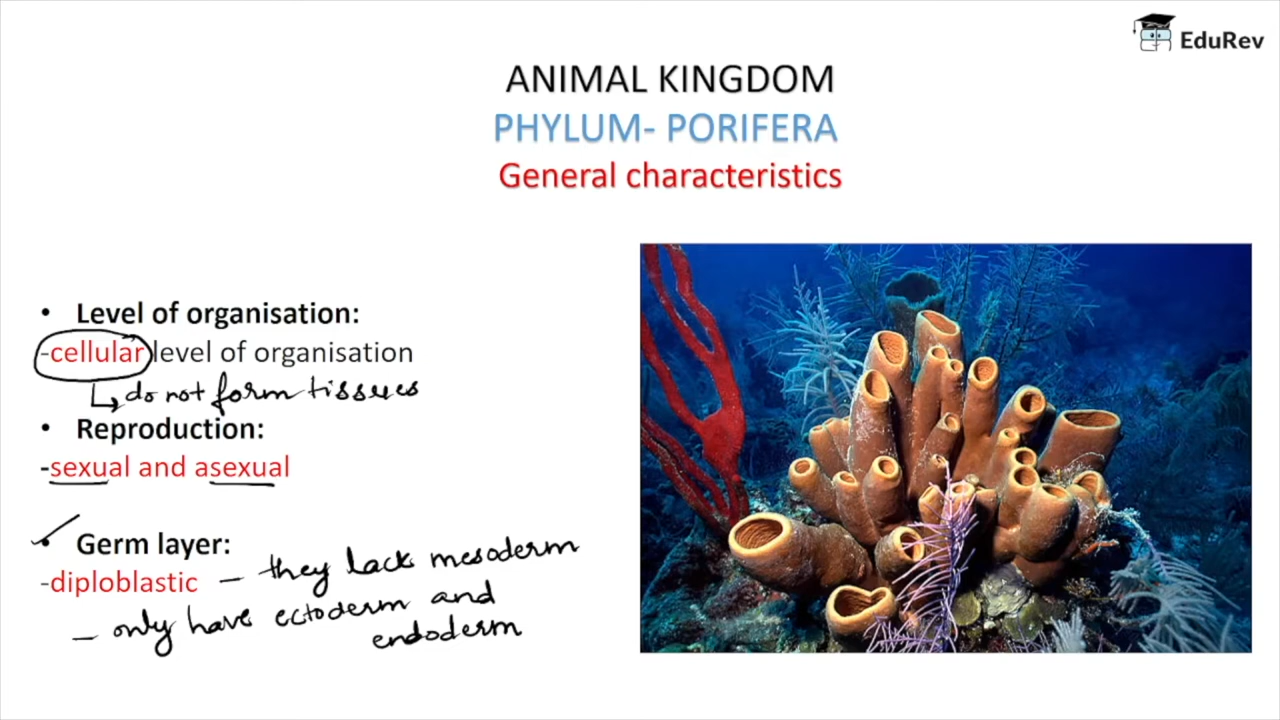 EduRev
ANIMAL KINGDOM
PHYLUM- PORIFERA
General characteristics
• Level of organisation:
-cellular level of organisation
do not form tissues
• Reproduction:
-sexual and asexual
• Germ layer:
-diploblastic – they lack mesoderm
– only have ectoderm and
endoderm